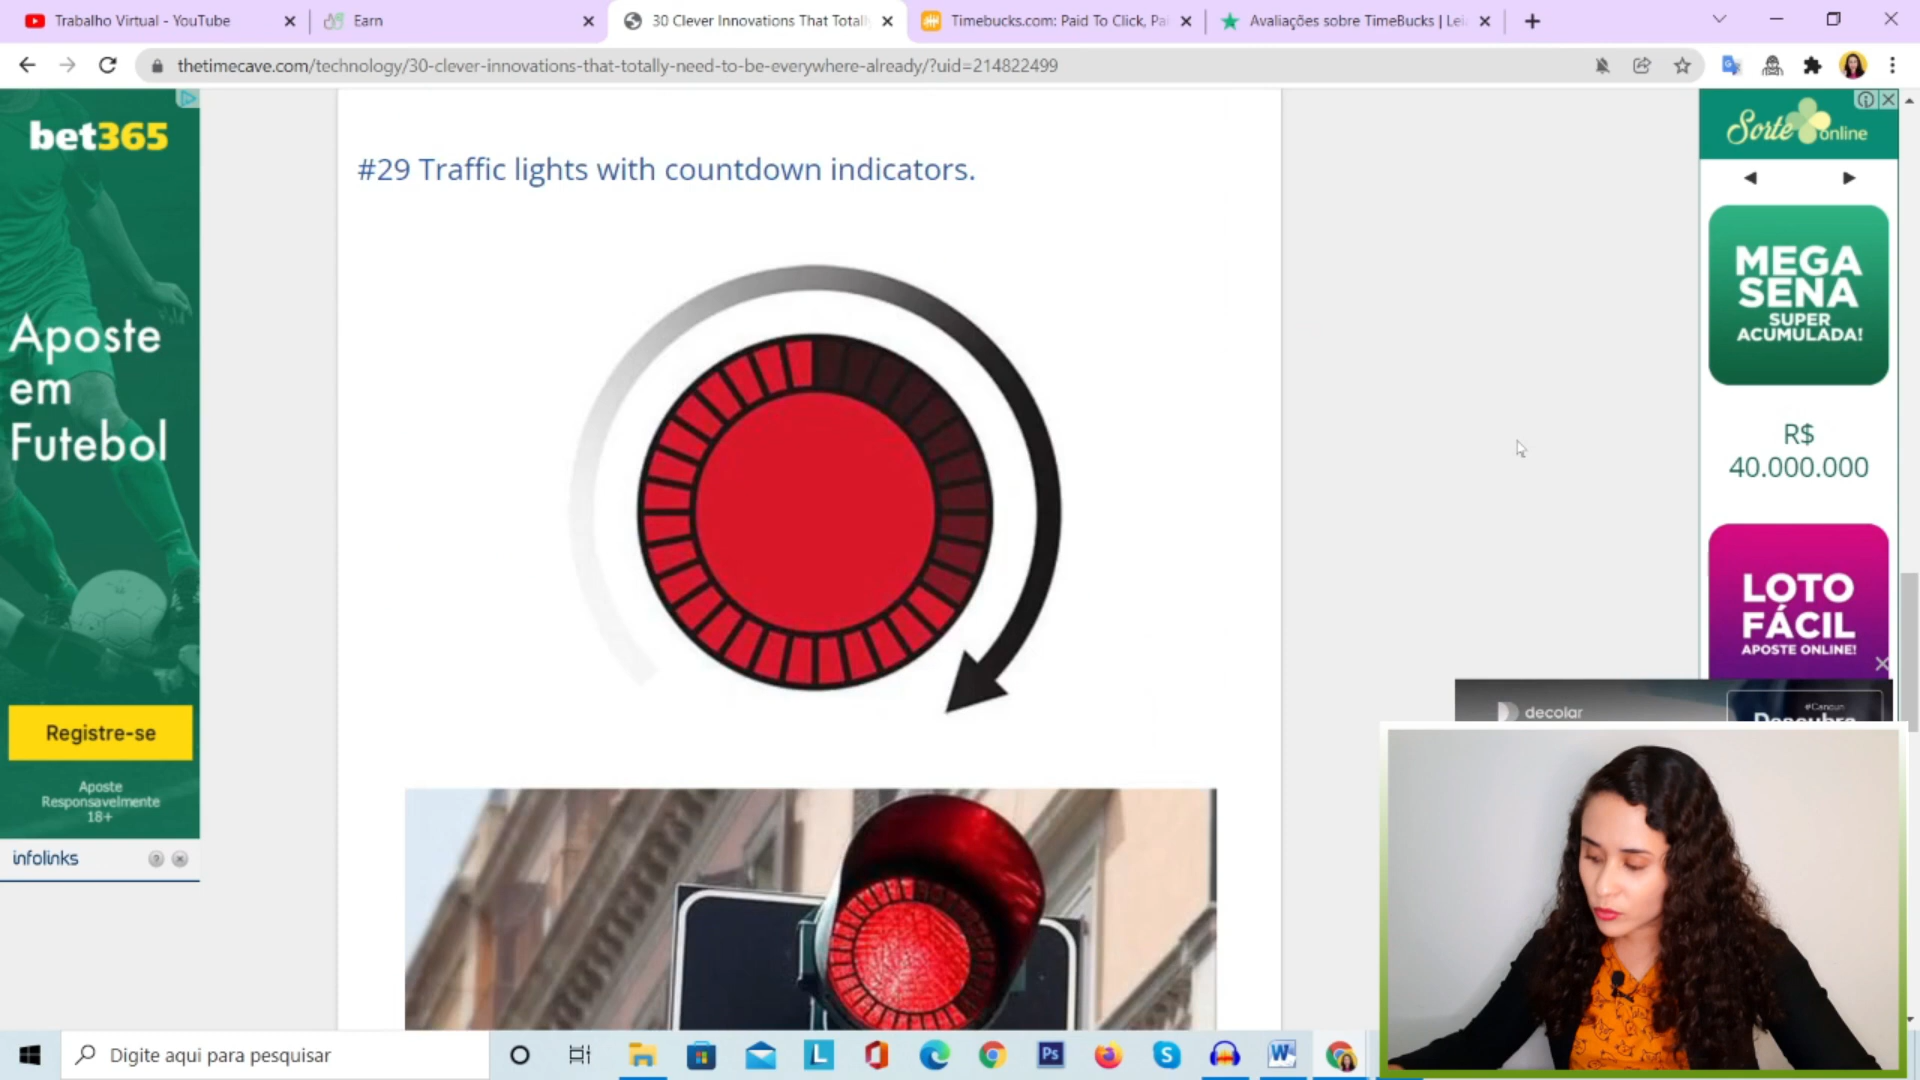 Trabalho Virtual - YouTube
Earn
30 Clever Innovations That Totall
Timebucks.com: Paid To Click, Pa
Avaliações sobre TimeBucks | Lei
thetimecave.com/technology/30-clever-innovations-that-totally-need-to-be-everywhere-already/?uid=214822499
bet365
Aposte
em
Futebol
Registre-se
Aposte
Responsavelmente
18+
infolinks
#29 Traffic lights with countdown indicators.
Sorte online
MEGA
SENA
SUPER
ACUMULADA!
R$
40.000.000
LOTO
FÁCIL
APOSTE ONLINE!
decolar
#Cancun
Descubra
Digite aqui para pesquisar
L
Ps
S
W